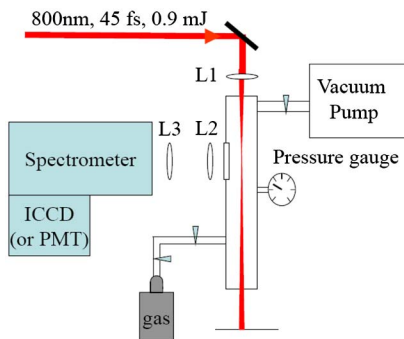 800nm, 45 fs, 0.9 mJ
L1
Vacuum
Pump
L3
L2
Spectrometer
Pressure gauge
ICCD
(or PMT)
gas